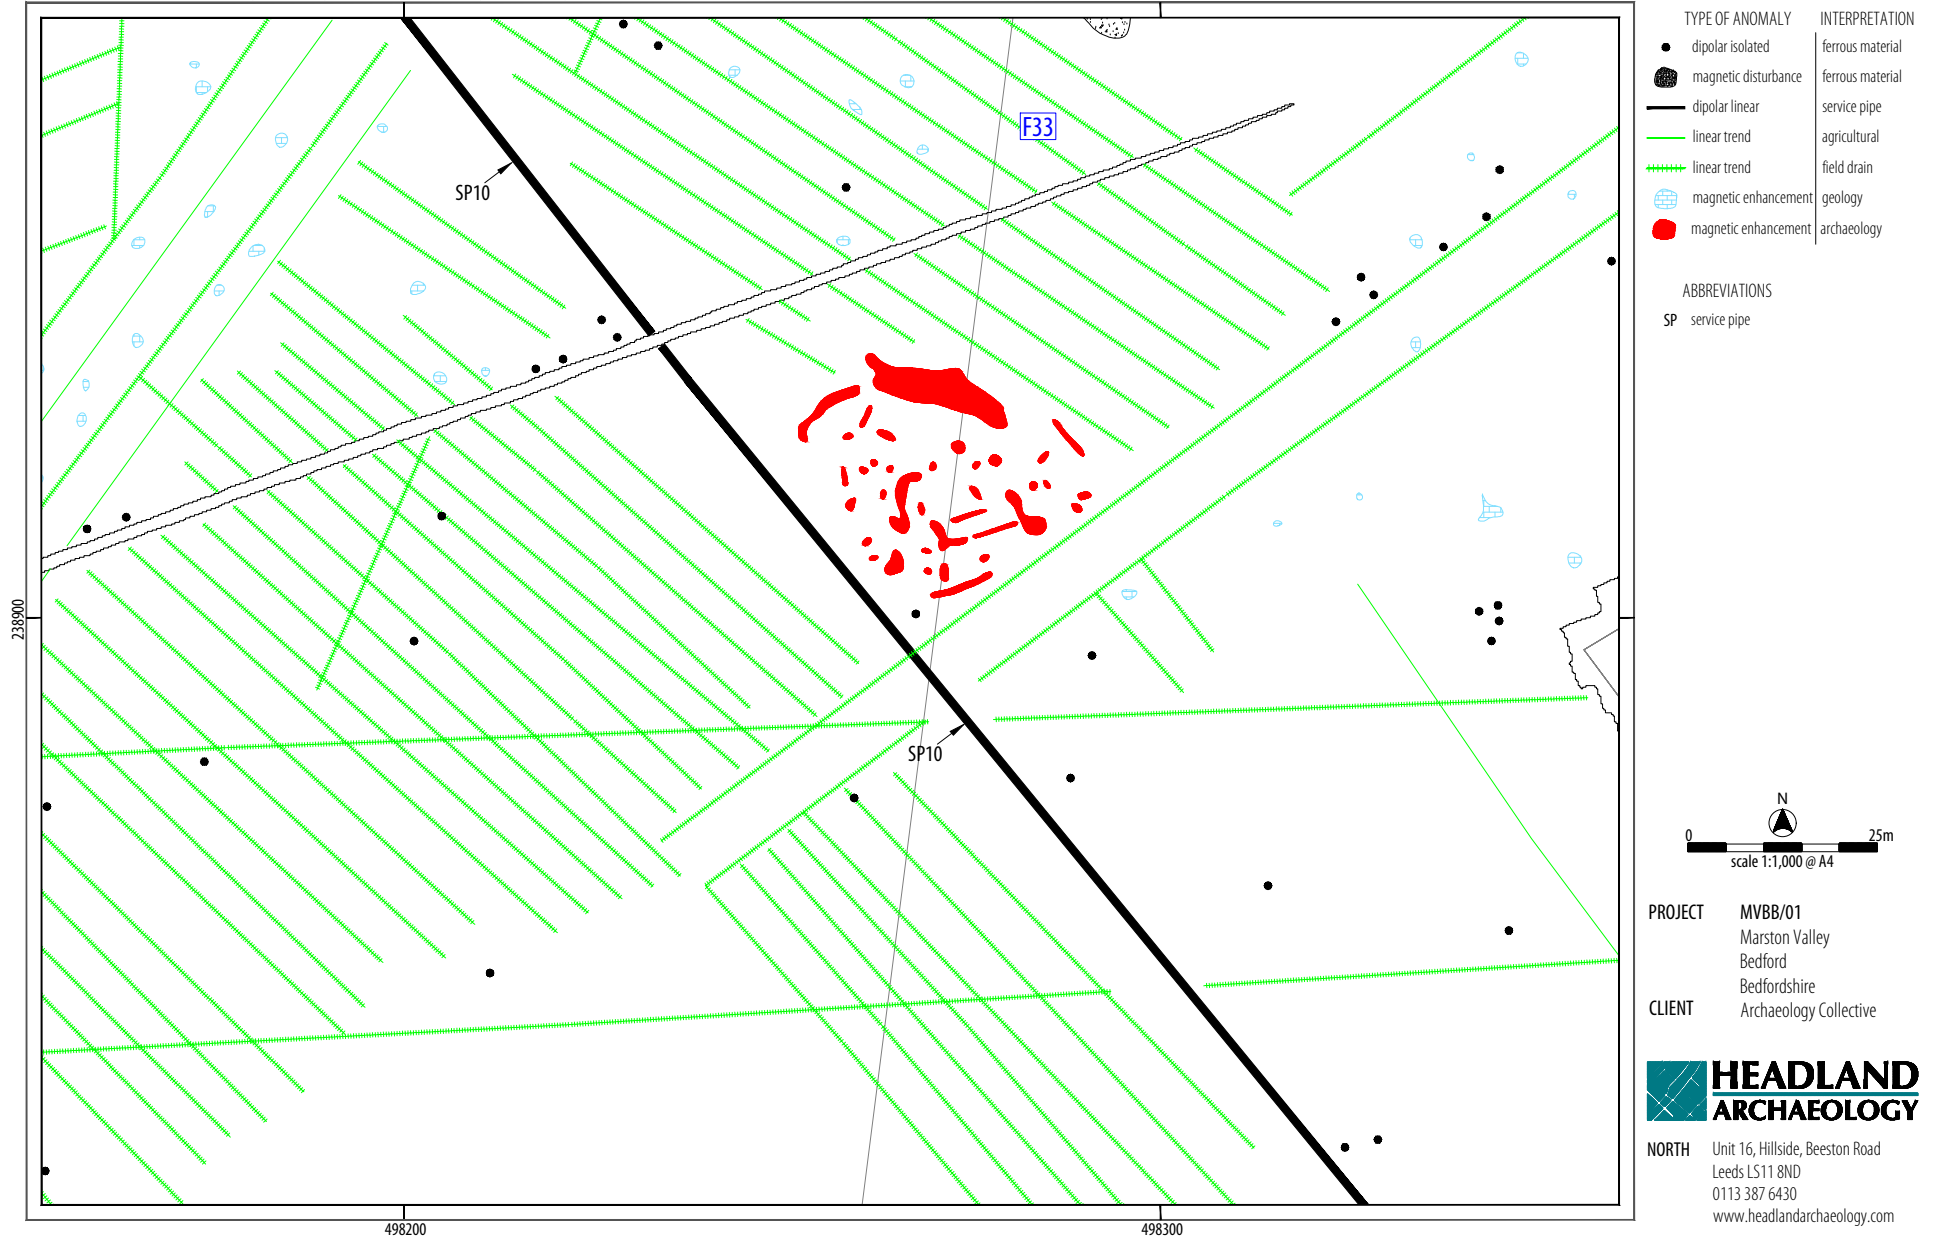 F33
SP10
SP10
238900
498200
498300
TYPE OF ANOMALY INTERPRETATION
dipolar isolated ferrous material
magnetic disturbance ferrous material
dipolar linear service pipe
linear trend agricultural
linear trend field drain
magnetic enhancement geology
magnetic enhancement archaeology
ABBREVIATIONS
SP service pipe
N
0 25m
scale 1:1,000 @ A4
PROJECT MVBB/01
Marston Valley
Bedford
Bedfordshire
CLIENT Archaeology Collective
HEADLAND
ARCHAEOLOGY
NORTH Unit 16, Hillside, Beeston Road
Leeds LS11 8ND
0113 387 6430
www.headlandarchaeology.com